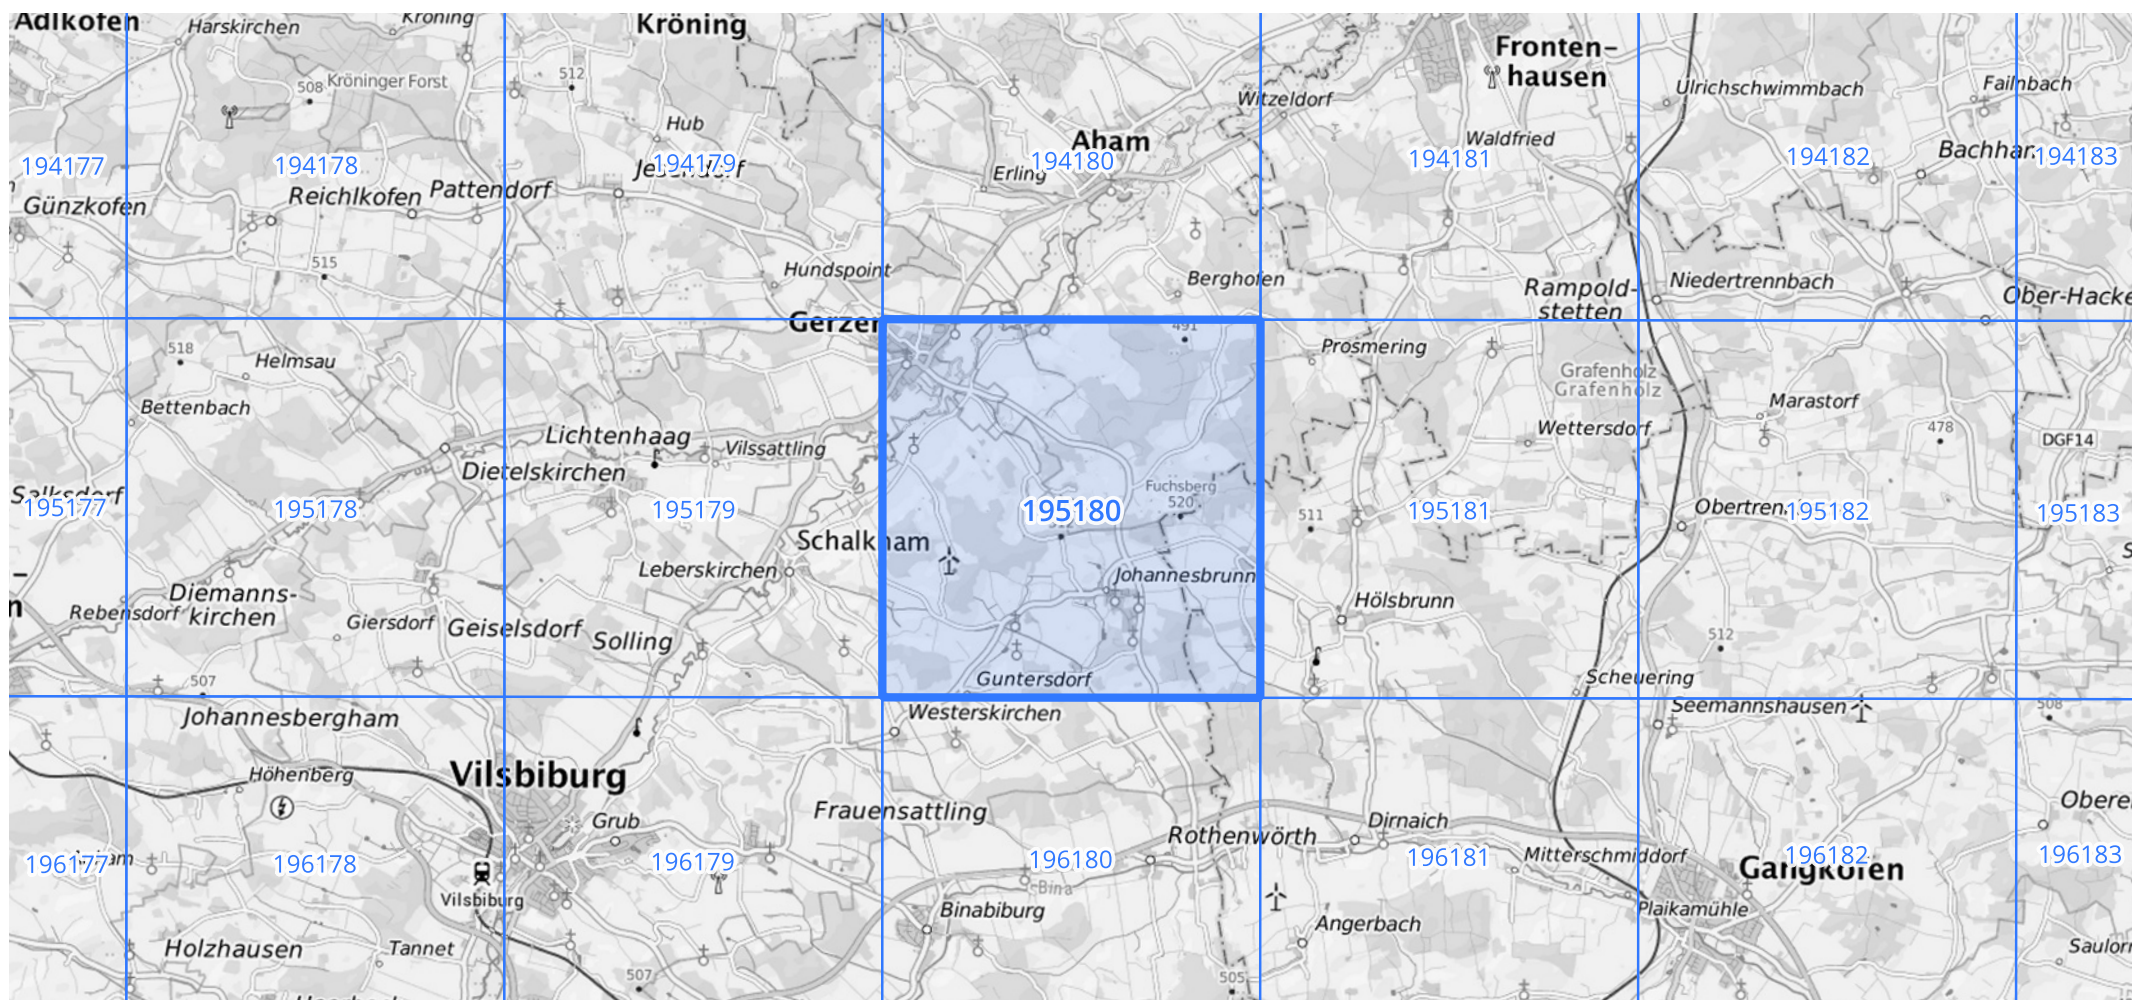 Adlkofen
Harskirchen
Kröning
Kröning
Fronten-
hausen
508
Kröninger Forst
512
Hub
Witzeldorf
Ulrichschwimmbach
Failnbach
Aham
Waldfried
194177
194178
194179
194180
194181
194182
194183
Erling
Günzkofen
Reichlkofen
Pattendorf
515
Hundspoint
Berghofen
Rampold-
stetten
Niedertrennbach
Ober-Hacke
Gerzen
491
518
Helmsau
Prosmering
Grafenholz
Grafenholz
Bettenbach
Marastorf
Lichtenhaag
Vilssattling
Wettersdorf
478
DGF14
Dietelskirchen
Fuchsberg
520
Salksdorf
195177
195178
195179
195180
195181
195182
195183
511
Schalkham
Leberskirchen
Johannesbrunn
Diemanns-
kirchen
Rebensdorf
Giersdorf
Geiselsdorf
Solling
Hölsbrunn
512
507
Guntersdorf
Scheuering
Johannesbergham
Westerskirchen
Seemannshausen
508
Höhenberg
Vilsbiburg
Frauensattling
Grub
Rothenwörth
Dirnaich
Mitterschmiddorf
Gangkofen
196177
196178
196179
196180
196181
196182
196183
Vilsbiburg
Bina
Binabiburg
Angerbach
Plaikamühle
Holzhausen
Tannet
507
505